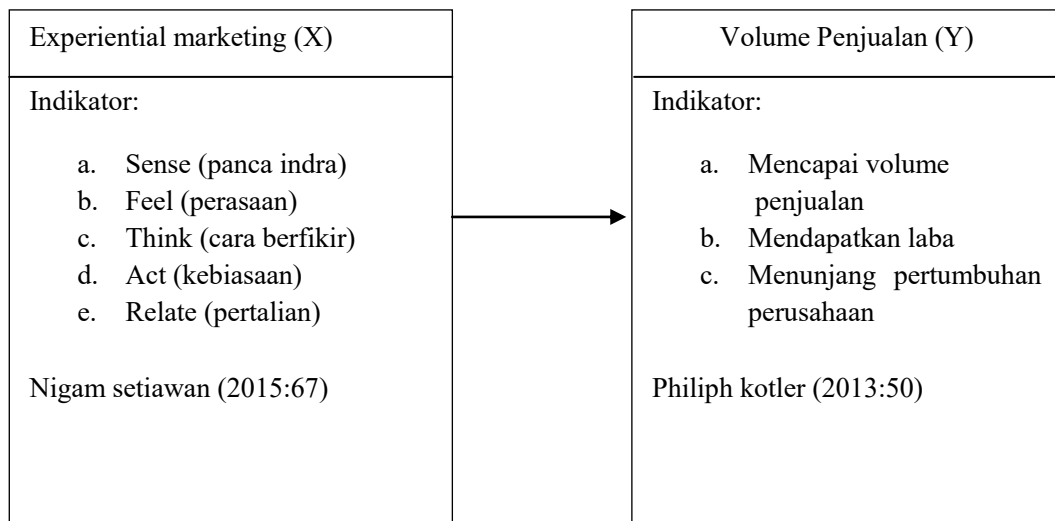 Experiential marketing (X)
Indikator:
a. Sense (panca indra)
b. Feel (perasaan)
c. Think (cara berfikir)
d. Act (kebiasaan)
e. Relate (pertalian)
Nigam setiawan (2015:67)
Volume Penjualan (Y)
Indikator:
a. Mencapai volume
penjualan
b. Mendapatkan laba
c. Menunjang pertumbuhan
perusahaan
Philiph kotler (2013:50)